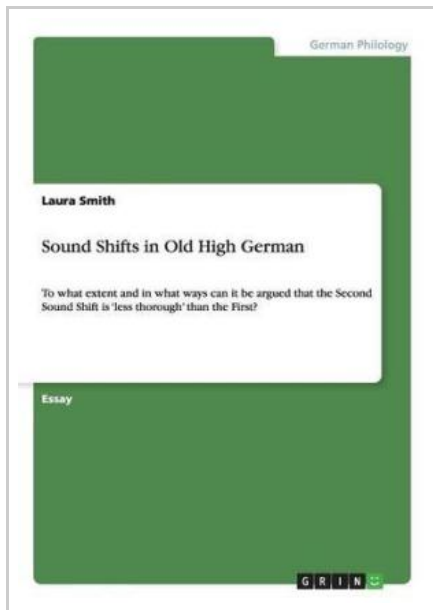 German Philology
Laura Smith
Sound Shifts in Old High German
To what extent and in what ways can it be argued that the Second
Sound Shift is 'less thorough' than the First?
Essay
GRIN